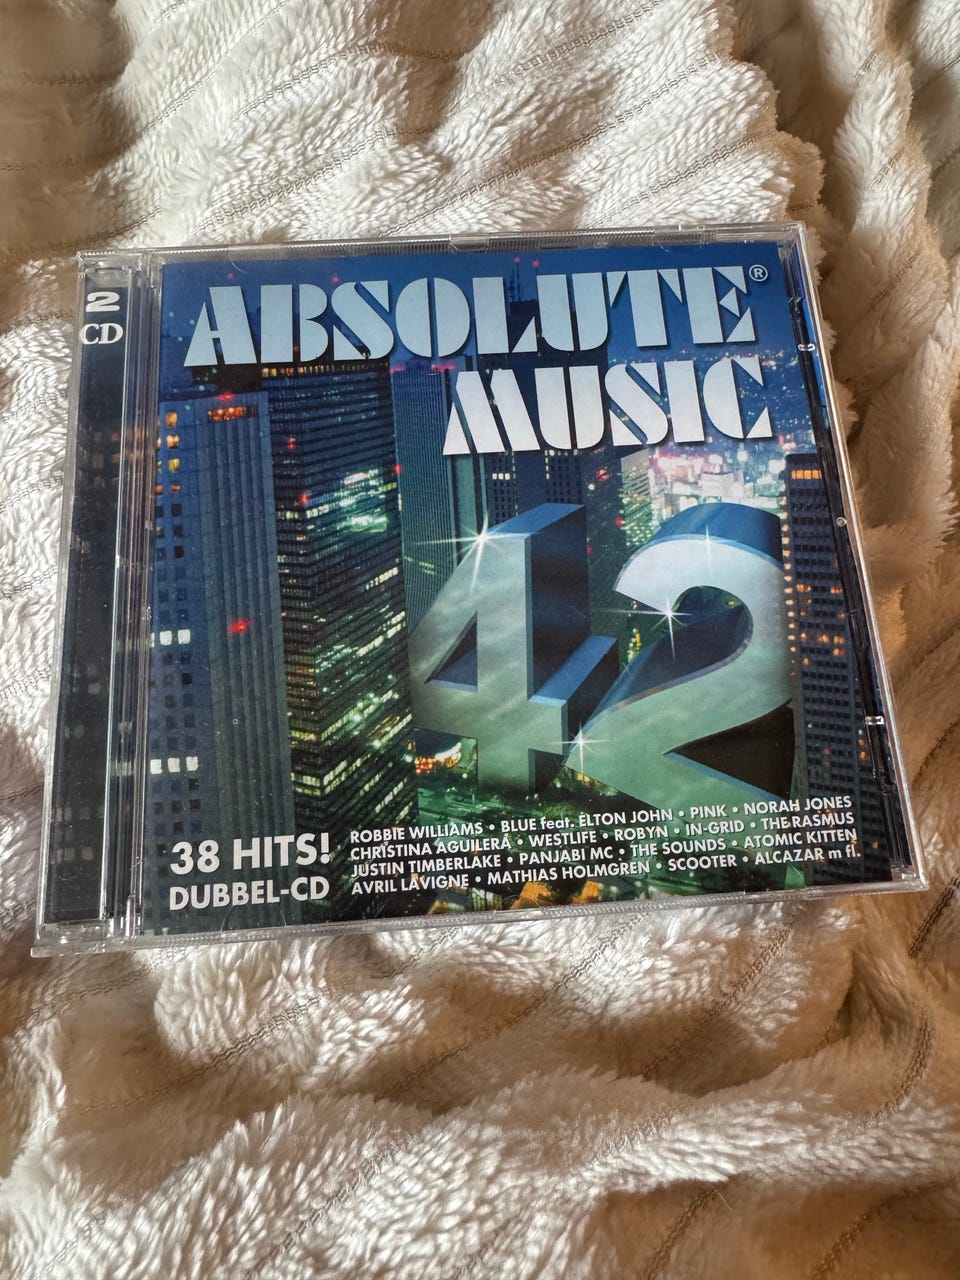 2
CD
ABSOLUTE®
MUSIC
42
38 HITS!
DUBBEL-CD
ROBBIE WILLIAMS • BLUE feat. ELTON JOHN • PINK • NORAH JONES
CHRISTINA AGUILERA • WESTLIFE • ROBYN • IN-GRID • THE RASMUS
JUSTIN TIMBERLAKE • PANJABI MC • THE SOUNDS • ATOMIC KITTEN
AVRIL LAVIGNE • MATHIAS HOLMGREN • SCOOTER • ALCAZAR m fl.